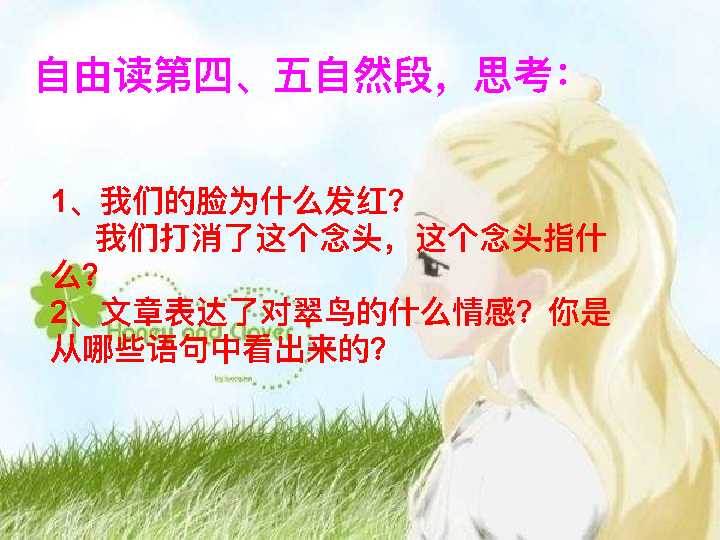 自由读第四、五自然段，思考：
1、我们的脸为什么发红？
我们打消了这个念头，这个念头指什
么？
2、文章表达了对翠鸟的什么情感？你是
Honey and Clover
从哪些语句中看出来的？